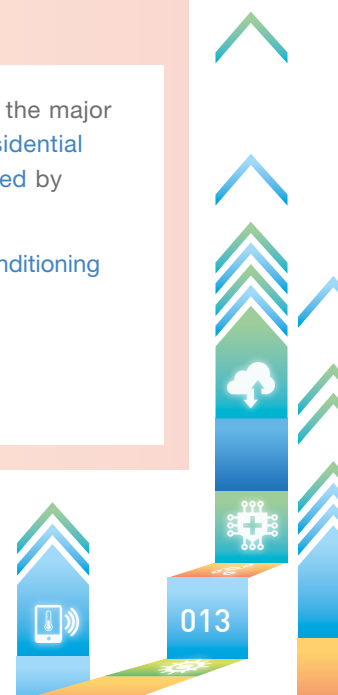 the major
sidential
ed by
nditioning
013